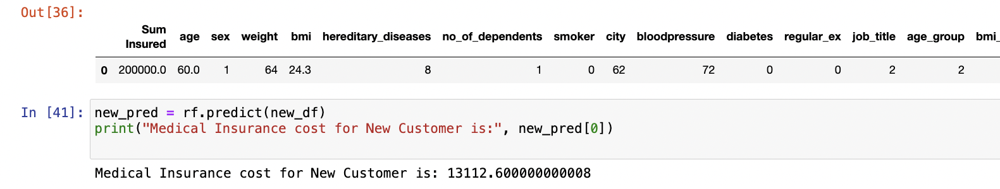 Out[36]:
Sum Insured age sex weight bmi hereditary_diseases no_of_dependents smoker city bloodpressure diabetes regular_ex job_title age_group bmi_
0 200000.0 60.0 1 64 24.3 8 1 0 62 72 0 0 2 2
In [41]: new_pred = rf.predict(new_df)
print("Medical Insurance cost for New Customer is:", new_pred[0])
Medical Insurance cost for New Customer is: 13112.600000000008